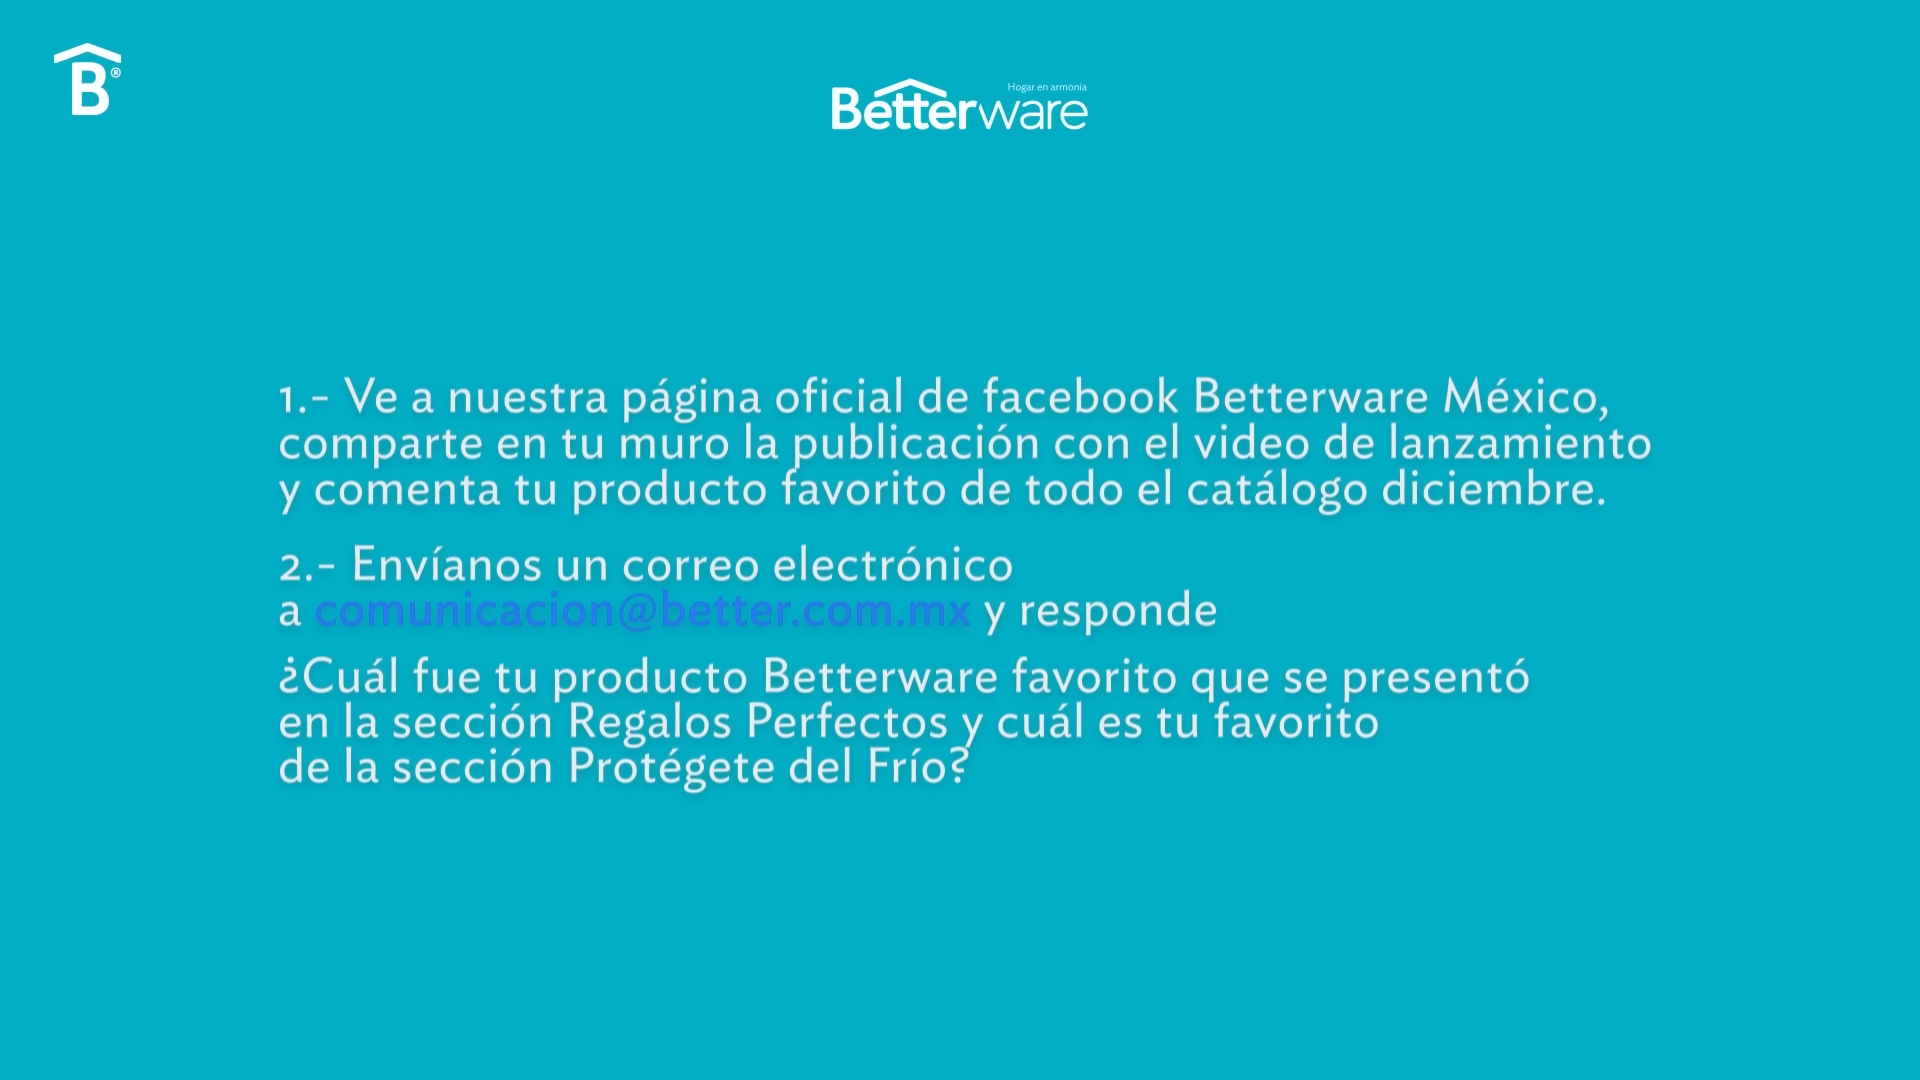 B®
Hogar en armonía
Betterware
1.- Ve a nuestra página oficial de facebook Betterware México,
comparte en tu muro la publicación con el video de lanzamiento
y comenta tu producto favorito de todo el catálogo diciembre.
2.- Envíanos un correo electrónico
a comunicacion@better.com.mx y responde
¿Cuál fue tu producto Betterware favorito que se presentó
en la sección Regalos Perfectos y cuál es tu favorito
de la sección Protégete del Frío?